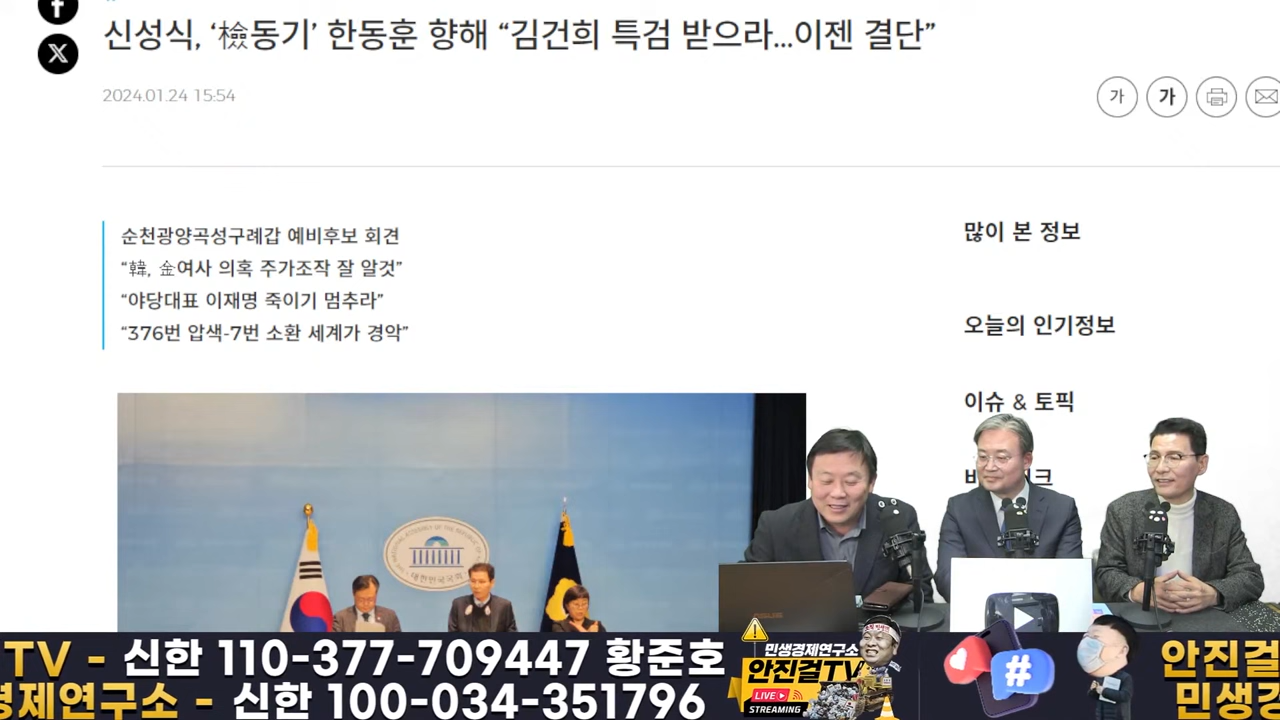 신성식, ‘檢동기’ 한동훈 향해 “김건희 특검 받으라...이젠 결단”
2024.01.24 15:54
가 가
순천광양곡성구례갑 예비후보 회견
“韓, 金여사 의혹 주가조작 잘 알것”
“야당대표 이재명 죽이기 멈추라”
“376번 압색-7번 소환 세계가 경악”
많이 본 정보
오늘의 인기정보
이슈 & 토픽
대한민국국회
TV - 신한 110-377-709447 황준호
경제연구소 - 신한 100-034-351796
민생경제연구소
안진걸TV
LIVE
STREAMING
#
안진걸
민생경